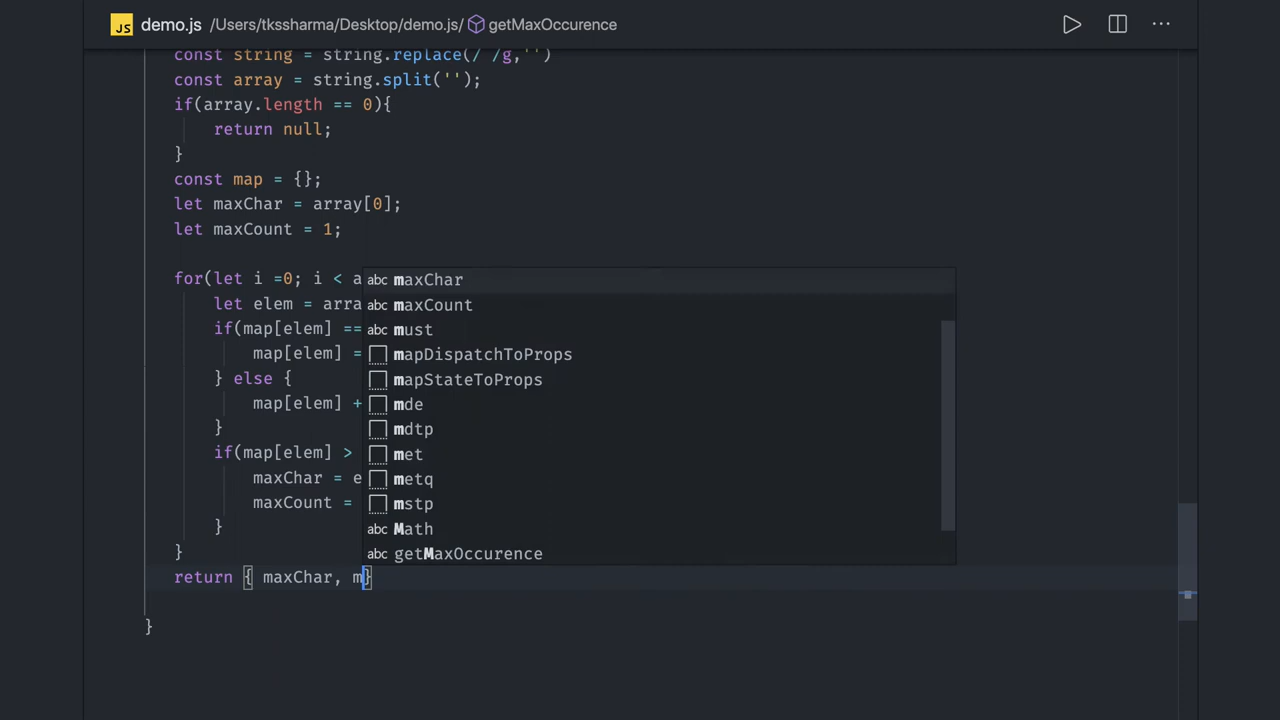 JS demo.js /Users/tkssharma/Desktop/demo.js/ getMaxOccurence ···
const string = string.replace(/ /g,'')
const array = string.split('');
if(array.length == 0){
return null;
}
const map = {};
let maxChar = array[0];
let maxCount = 1;
for(let i =0; i < a
let elem = arra
if(map[elem] ==
map[elem] =
} else {
map[elem] +
}
if(map[elem] >
maxChar = e
maxCount =
}
}
return { maxChar, m}
}
abc maxChar
abc maxCount
abc must
mapDispatchToProps
mapStateToProps
mde
mdtp
met
metq
mstp
abc Math
abc getMaxOccurence